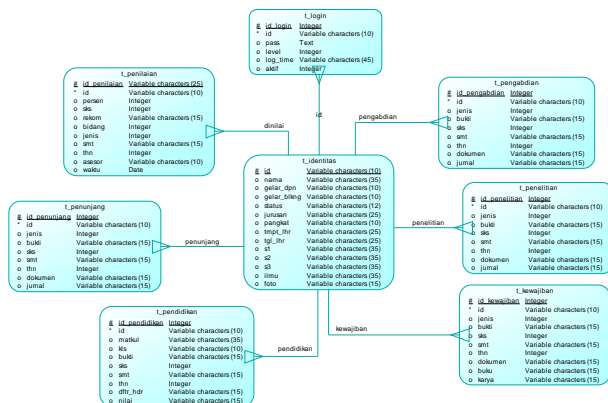 t_login
# id_login Integer
* id Variable characters (10)
o pass Text
o level Integer
o log_time Variable characters (45)
o aktif Integer
t_penilaian
# id_penilaian Variable characters (25)
* id Variable characters (10)
o persen Integer
o sks Integer
o rekom Variable characters (15)
o bidang Integer
o jenis Integer
o smt Variable characters (15)
o thn Integer
o asesor Variable characters (10)
o waktu Date
t_pengabdian
# id_pengabdian Integer
* id Variable characters (10)
o jenis Integer
o bukti Variable characters (15)
o sks Integer
o smt Variable characters (15)
o thn Integer
o dokumen Variable characters (15)
o jurnal Variable characters (15)
dinilai
id
pengabdian
t_identitas
# id Variable characters (10)
o nama Variable characters (35)
o gelar_dpn Variable characters (10)
o gelar_blkng Variable characters (10)
o status Variable characters (12)
o jurusan Variable characters (25)
o pangkat Variable characters (10)
o tmpt_lhr Variable characters (25)
o tgl_lhr Variable characters (25)
o s1 Variable characters (35)
o s2 Variable characters (35)
o s3 Variable characters (35)
o ilmu Variable characters (35)
o foto Variable characters (15)
t_penunjang
# id_penunjang Integer
* id Variable characters (10)
o jenis Integer
o bukti Variable characters (15)
o sks Integer
o smt Variable characters (15)
o thn Integer
o dokumen Variable characters (15)
o jurnal Variable characters (15)
penunjang
penelitian
t_penelitian
# id_penelitian Integer
* id Variable characters (10)
o jenis Integer
o bukti Variable characters (15)
o sks Integer
o smt Variable characters (15)
o thn Integer
o dokumen Variable characters (15)
o jurnal Variable characters (15)
t_pendidikan
# id_pendidikan Integer
* id Variable characters (10)
o matkul Variable characters (35)
o kls Variable characters (10)
o bukti Variable characters (15)
o sks Integer
o smt Variable characters (15)
o thn Integer
o dftr_hdr Variable characters (15)
o nilai Variable characters (15)
pendidikan
kewajiban
t_kewajiban
# id_kewajiban Integer
* id Variable characters (10)
o jenis Integer
o bukti Variable characters (15)
o sks Integer
o smt Variable characters (15)
o thn Integer
o dokumen Variable characters (15)
o buku Variable characters (15)
o karya Variable characters (15)